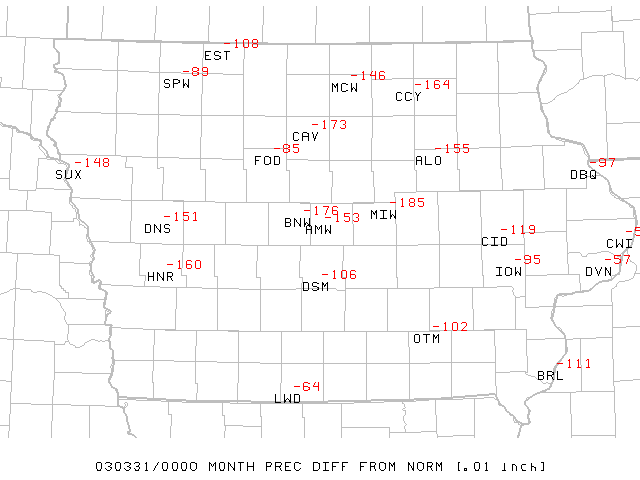 -108
EST
-89
SPW
-146
MCW
-164
CCY
-173
CAV
-85
FOD
-155
ALO
-148
SUX
-97
DBQ
-185
MIW
-176
BNW
-153
AMW
-151
DNS
-119
CID
CWI
-160
HNR
-106
DSM
-95
IOW
-57
DVN
-102
OTM
-111
BRL
-64
LWD
030331/0000 MONTH PREC DIFF FROM NORM [.01 inch]